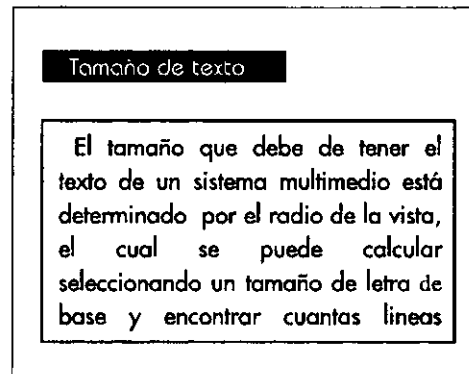 Tamaño de texto
El tamaño que debe de tener el
texto de un sistema multimedio está
determinado por el radio de la vista,
el cual se puede calcular
seleccionando un tamaño de letra de
base y encontrar cuantas lineas